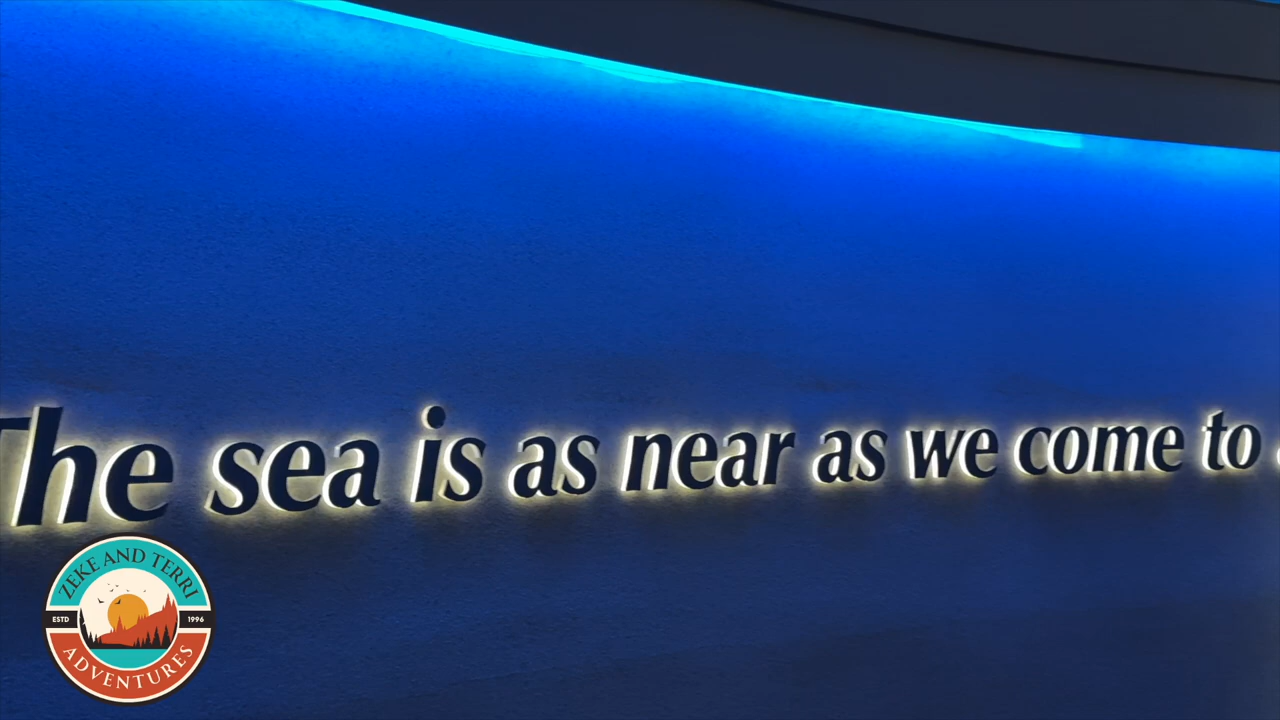 The sea is as near as we come to
ZEKE AND TERRI
ESTD 1996
ADVENTURES